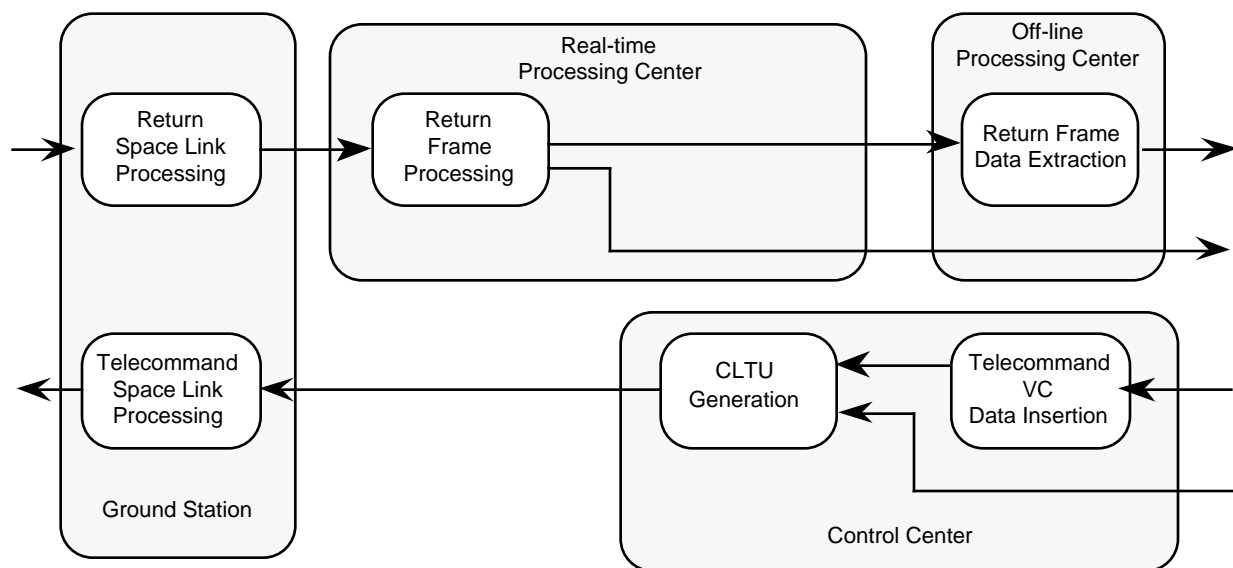 Real-time
Processing Center
Off-line
Processing Center
Return
Space Link
Processing
Return
Frame
Processing
Return Frame
Data Extraction
Telecommand
Space Link
Processing
CLTU
Generation
Telecommand
VC
Data Insertion
Ground Station
Control Center